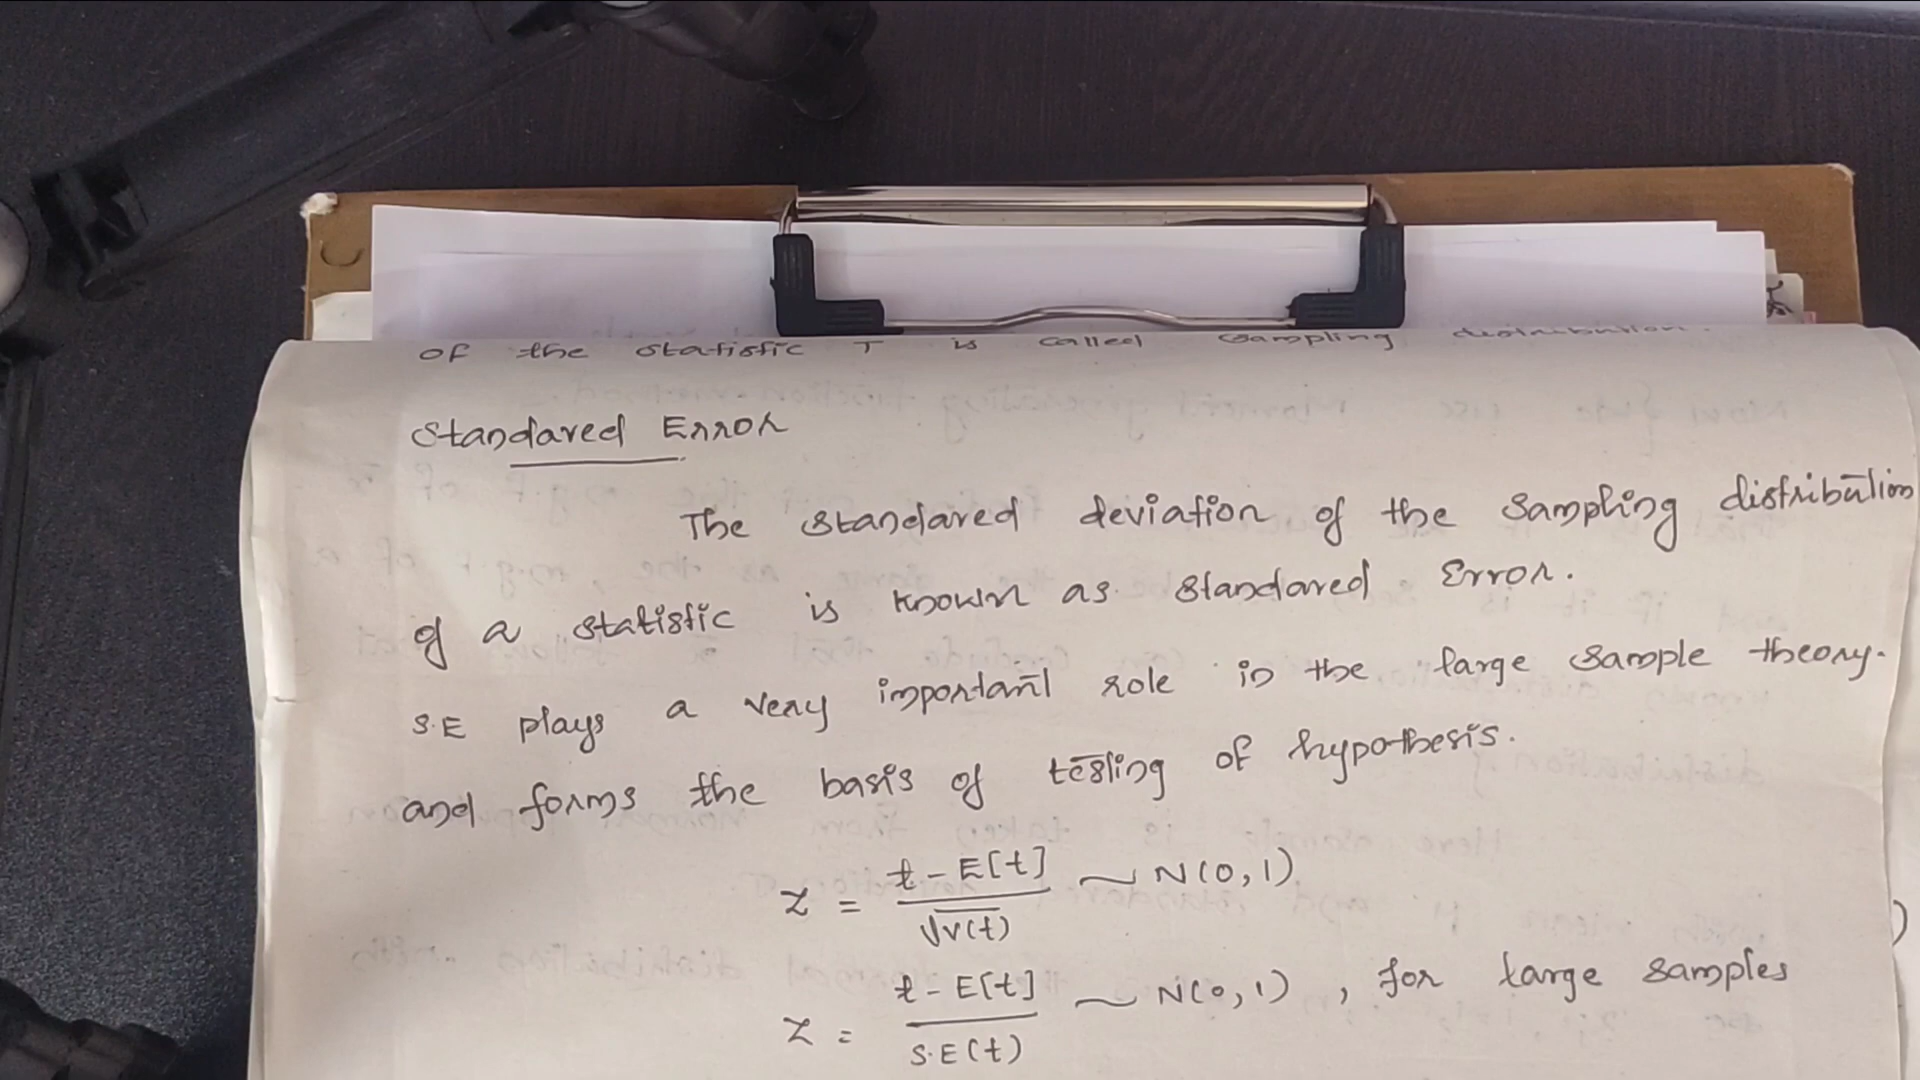 of the statistic T is called sampling distribution.
Standared Error
The standared deviation of the sampling distribution
of a statistic is known as standared Error.
S.E plays a very important role in the large sample theory.
and forms the basis of testing of hypothesis.
Z = t - E[t] / √V(t) ~ N(0,1)
Z = t - E[t] / S.E(t) ~ N(0,1) , for large samples